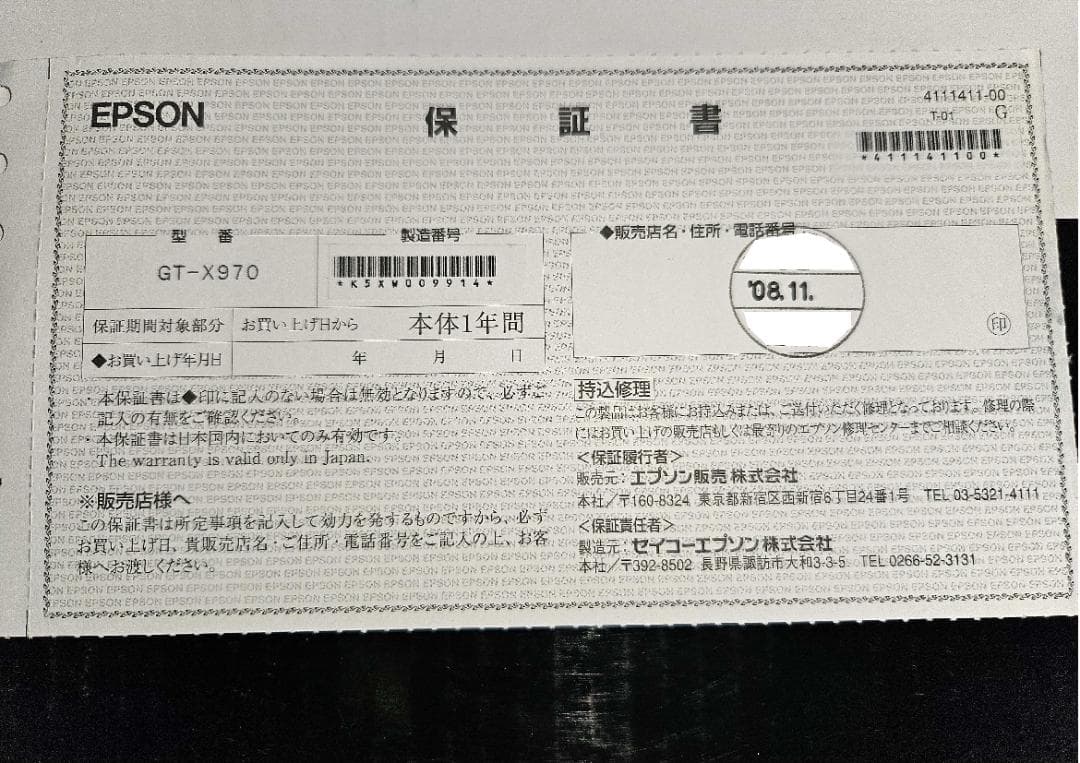 EPSON
保証書
4111411-00
T-01 G
*411141100*
型番
製造番号
GT-X970
*K5XW009914*
保証期間対象部分 お買い上げ日から 本体1年間
◆お買い上げ年月日 年 月 日
◆販売店名・住所・電話番号
'08.11.
印
・本保証書は◆印に記入のない場合は無効となりますので、必ずご
記入の有無をご確認ください。
・本保証書は日本国内においてのみ有効です。
The warranty is valid only in Japan.
※販売店様へ
この保証書は所定事項を記入して効力を発するものですから、必ず
お買い上げ日、貴販売店名・ご住所・電話番号をご記入の上、お客
様へお渡しください。
持込修理
この製品はお客様にお持込みまたは、ご送付いただく修理となっております。修理の際
にはお買い上げの販売店もしくは最寄りのエプソン修理センターまでご相談ください。
<保証履行者>
販売元:エプソン販売株式会社
本社/〒160-8324 東京都新宿区西新宿6丁目24番1号 TEL 03-5321-4111
<保証責任者>
製造元:セイコーエプソン株式会社
本社/〒392-8502 長野県諏訪市大和3-3-5 TEL 0266-52-3131